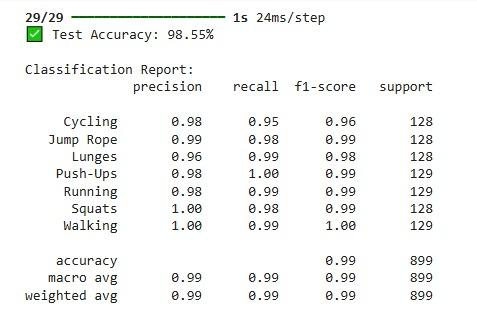 29/29 ━━━━━━━━━━━━━━━━━━━━ 1s 24ms/step
✅ Test Accuracy: 98.55%
Classification Report:
precision recall f1-score support
Cycling 0.98 0.95 0.96 128
Jump Rope 0.99 0.98 0.99 128
Lunges 0.96 0.99 0.98 128
Push-Ups 0.98 1.00 0.99 129
Running 0.98 0.99 0.99 129
Squats 1.00 0.98 0.99 128
Walking 1.00 0.99 1.00 129
accuracy 0.99 899
macro avg 0.99 0.99 0.99 899
weighted avg 0.99 0.99 0.99 899